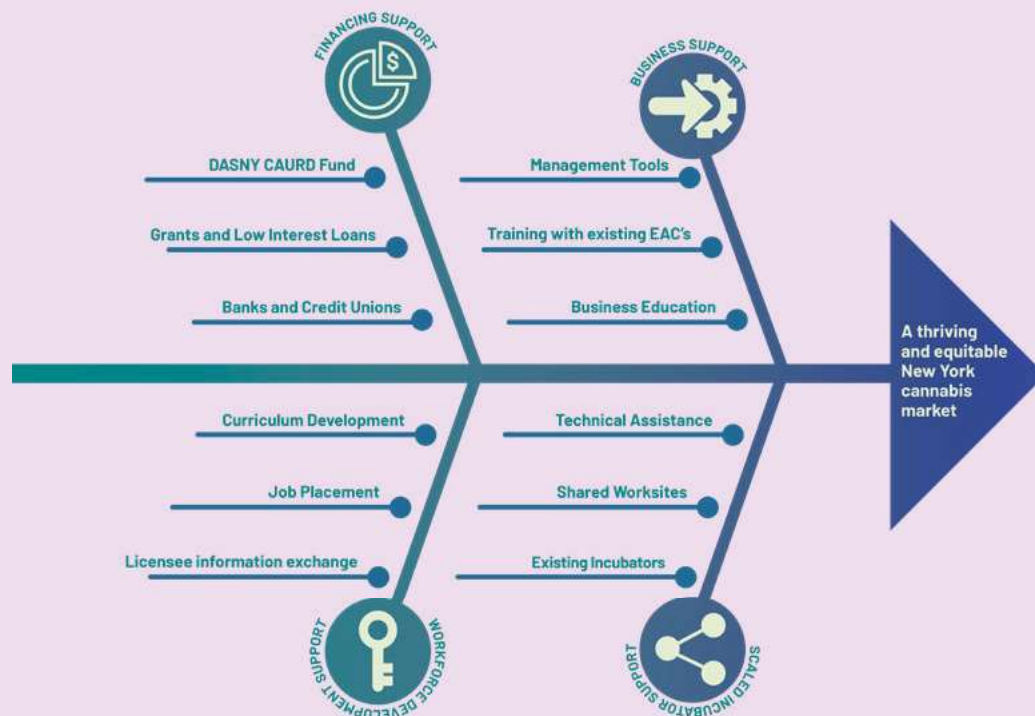 FINANCING SUPPORT
$
DASNY CAURD Fund
Grants and Low Interest Loans
Banks and Credit Unions
BUSINESS SUPPORT
Management Tools
Training with existing EAC's
Business Education
A thriving
and equitable
New York
cannabis
market
Curriculum Development
Job Placement
Licensee information exchange
WORKFORCE DEVELOPMENT SUPPORT
Technical Assistance
Shared Worksites
Existing Incubators
SCALED INCUBATOR SUPPORT